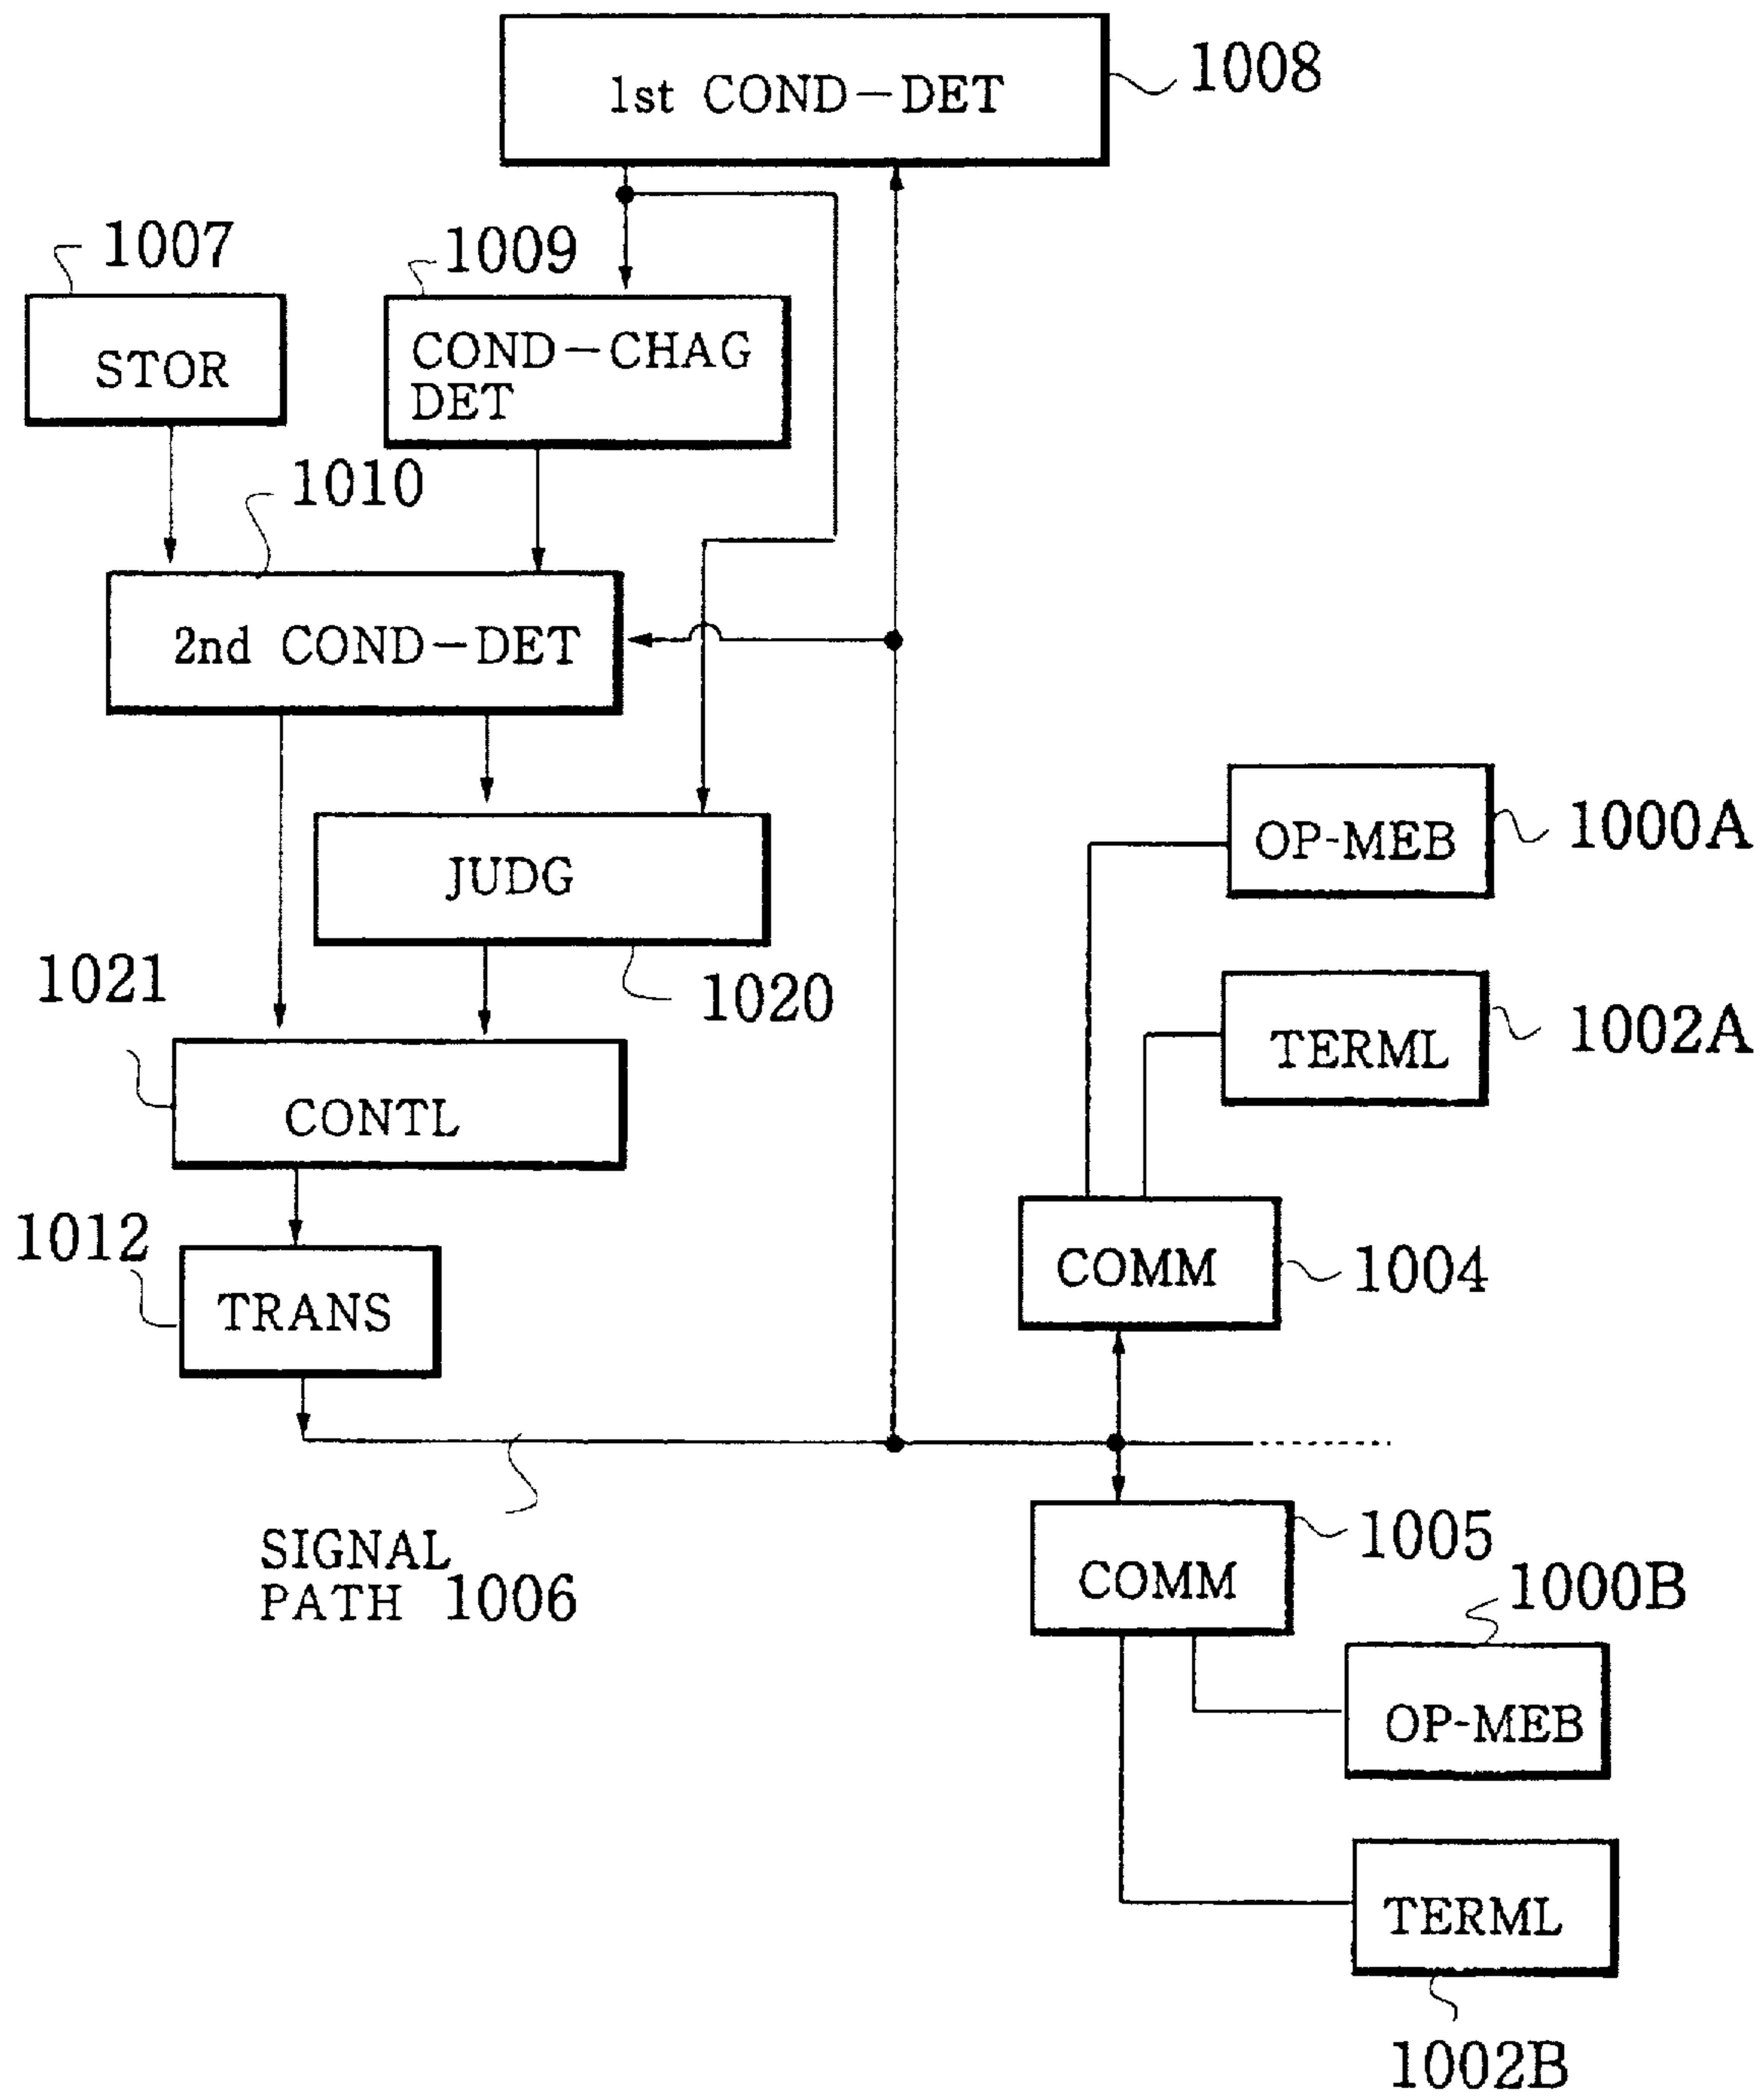 1st COND-DET
1008
1007
1009
STOR
COND-CHAG
DET
1010
2nd COND-DET
OP-MEB
1000A
JUDG
1021
1020
TERML
1002A
CONTL
1012
COMM
1004
TRANS
SIGNAL
PATH 1006
1005
COMM
1000B
OP-MEB
TERML
1002B